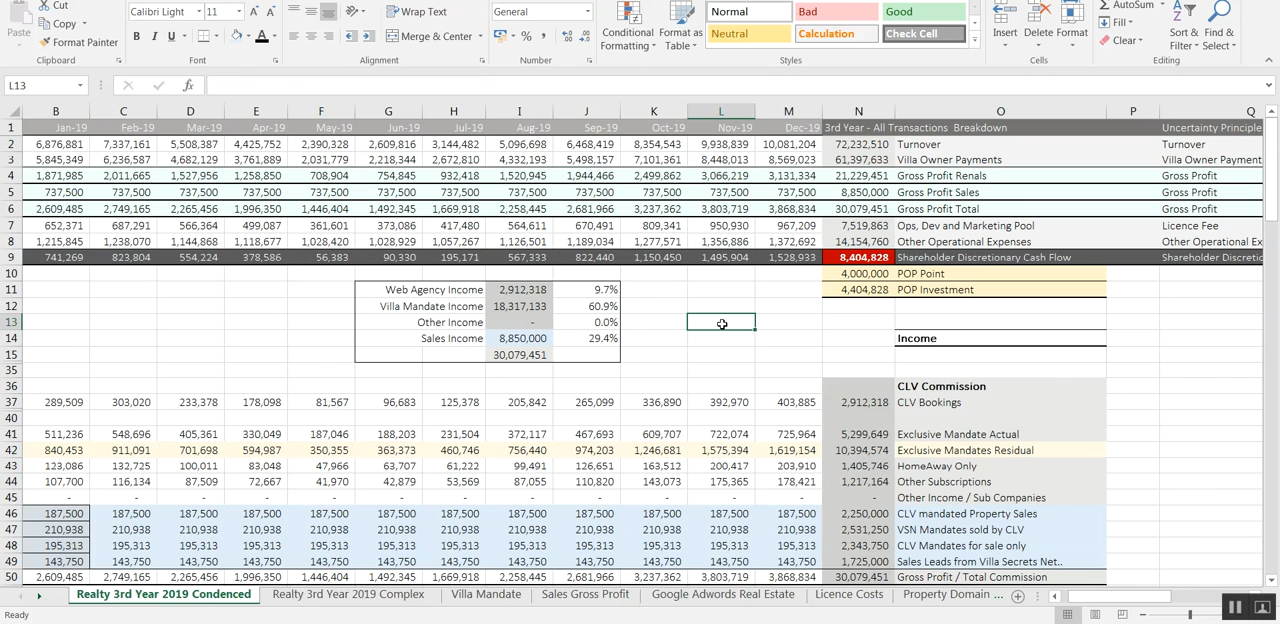 Cut
Calibri Light 11
Wrap Text
General
Normal
Bad
Good
AutoSum
Paste
Copy
Format Painter
B I U
Merge & Center
Conditional Formatting
Format as Table
Neutral
Calculation
Check Cell
Insert
Delete
Format
Fill
Clear
Sort & Filter
Find & Select
Clipboard
Font
Alignment
Number
Styles
Cells
Editing
L13
fx
B C D E F G H I J K L M N O P Q
1 Jan-19 Feb-19 Mar-19 Apr-19 May-19 Jun-19 Jul-19 Aug-19 Sep-19 Oct-19 Nov-19 Dec-19 3rd Year - All Transactions Breakdown Uncertainty Principle
2 6,876,881 7,337,161 5,508,387 4,425,752 2,390,328 2,609,816 3,144,482 5,096,698 6,468,419 8,354,543 9,938,839 10,081,204 72,232,510 Turnover Turnover
3 5,845,349 6,236,587 4,682,129 3,761,889 2,031,779 2,218,344 2,672,810 4,332,193 5,498,157 7,101,361 8,448,013 8,569,023 61,397,633 Villa Owner Payments Villa Owner Payment
4 1,871,985 2,011,665 1,527,956 1,258,850 708,904 754,845 932,418 1,520,945 1,944,466 2,499,862 3,066,219 3,131,334 21,229,451 Gross Profit Renals Gross Profit
5 737,500 737,500 737,500 737,500 737,500 737,500 737,500 737,500 737,500 737,500 737,500 737,500 8,850,000 Gross Profit Sales Gross Profit
6 2,609,485 2,749,165 2,265,456 1,996,350 1,446,404 1,492,345 1,669,918 2,258,445 2,681,966 3,237,362 3,803,719 3,868,834 30,079,451 Gross Profit Total Gross Profit
7 652,371 687,291 566,364 499,087 361,601 373,086 417,480 564,611 670,491 809,341 950,930 967,209 7,519,863 Ops, Dev and Marketing Pool Licence Fee
8 1,215,845 1,238,070 1,144,868 1,118,677 1,028,420 1,028,929 1,057,267 1,126,501 1,189,034 1,277,571 1,356,886 1,372,692 14,154,760 Other Operational Expenses Other Operational Ex
9 741,269 823,804 554,224 378,586 56,383 90,330 195,171 567,333 822,440 1,150,450 1,495,904 1,528,933 8,404,828 Shareholder Discretionary Cash Flow Shareholder Discretic
10 4,000,000 POP Point
11 Web Agency Income 2,912,318 9.7% 4,404,828 POP Investment
12 Villa Mandate Income 18,317,133 60.9%
13 Other Income - 0.0%
14 Sales Income 8,850,000 29.4% Income
15 30,079,451
35
36 CLV Commission
37 289,509 303,020 233,378 178,098 81,567 96,683 125,378 205,842 265,099 336,890 392,970 403,885 2,912,318 CLV Bookings
40
41 511,236 548,696 405,361 330,049 187,046 188,203 231,504 372,117 467,693 609,707 722,074 725,964 5,299,649 Exclusive Mandate Actual
42 840,453 911,091 701,698 594,987 350,355 363,373 460,746 756,440 974,203 1,246,681 1,575,394 1,619,154 10,394,574 Exclusive Mandates Residual
43 123,086 132,725 100,011 83,048 47,966 63,707 61,222 99,491 126,651 163,512 200,417 203,910 1,405,746 HomeAway Only
44 107,700 116,134 87,509 72,667 41,970 42,879 53,569 87,055 110,820 143,073 175,365 178,421 1,217,164 Other Subscriptions
45 - - - - - - - - - - - - - Other Income / Sub Companies
46 187,500 187,500 187,500 187,500 187,500 187,500 187,500 187,500 187,500 187,500 187,500 187,500 2,250,000 CLV mandated Property Sales
47 210,938 210,938 210,938 210,938 210,938 210,938 210,938 210,938 210,938 210,938 210,938 210,938 2,531,250 VSN Mandates sold by CLV
48 195,313 195,313 195,313 195,313 195,313 195,313 195,313 195,313 195,313 195,313 195,313 195,313 2,343,750 CLV Mandates for sale only
49 143,750 143,750 143,750 143,750 143,750 143,750 143,750 143,750 143,750 143,750 143,750 143,750 1,725,000 Sales Leads from Villa Secrets Net..
50 2,609,485 2,749,165 2,265,456 1,996,350 1,446,404 1,492,345 1,669,918 2,258,445 2,681,966 3,237,362 3,803,719 3,868,834 30,079,451 Gross Profit / Total Commission
Realty 3rd Year 2019 Condensed
Realty 3rd Year 2019 Complex
Villa Mandate
Sales Gross Profit
Google Adwords Real Estate
Licence Costs
Property Domain ...
Ready